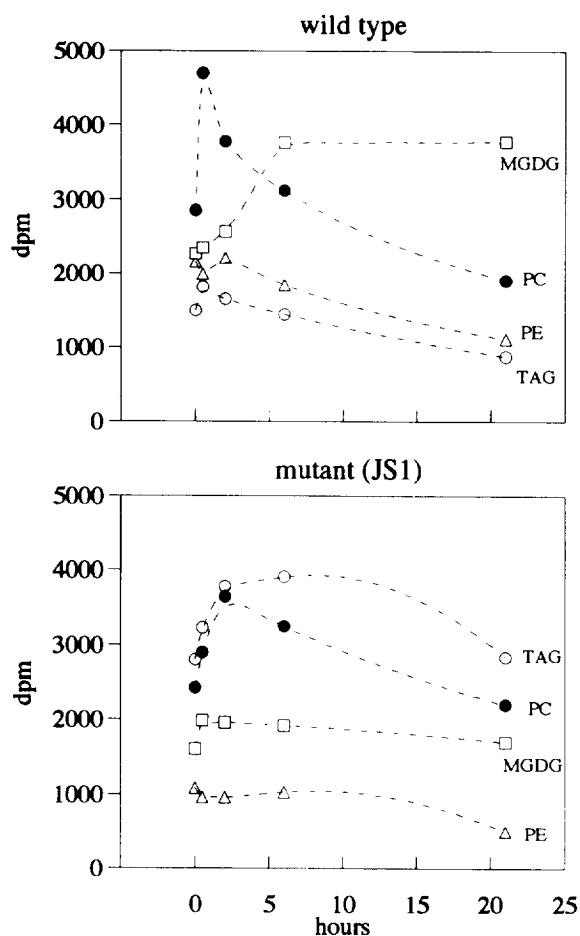 wild type
5000
4000
3000
2000
1000
0
dpm
MGDG
PC
PE
TAG
mutant (JS1)
5000
4000
3000
2000
1000
0
dpm
TAG
PC
MGDG
PE
0 5 10 15 20 25
hours